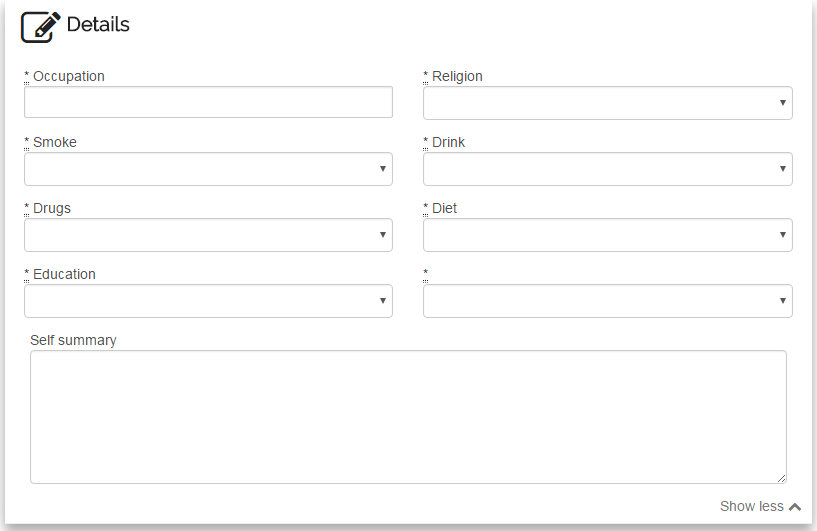 Details
* Occupation
* Religion
* Smoke
* Drink
* Drugs
* Diet
* Education
*
Self summary
Show less